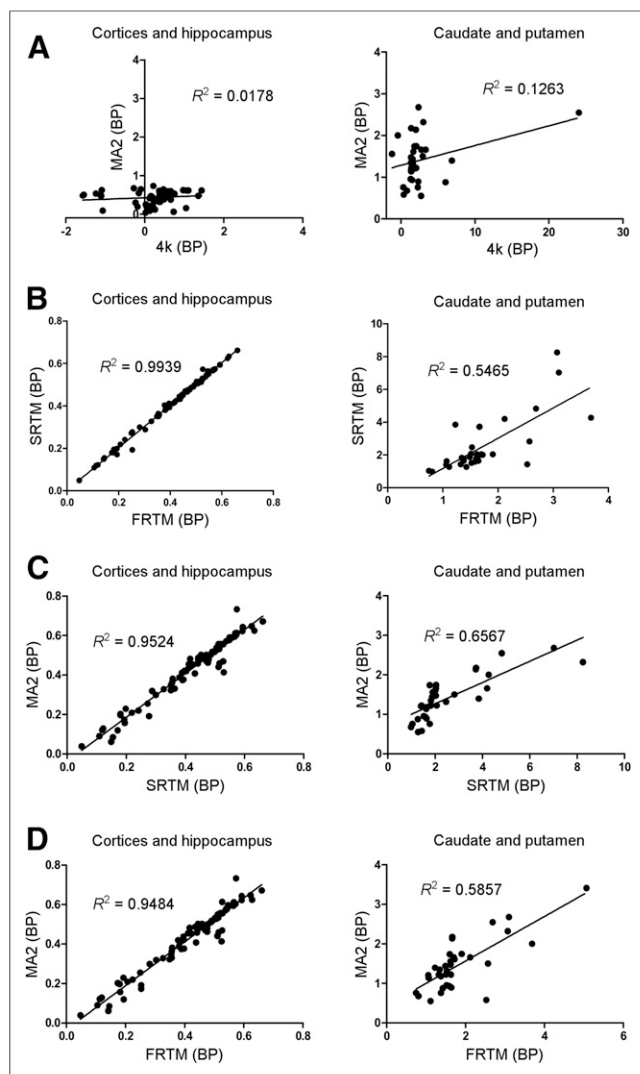 A
Cortices and hippocampus
MA2 (BP)
4
3
2
1
0
R² = 0.0178
-2 0 2 4
4k (BP)
Caudate and putamen
MA2 (BP)
4
3
2
1
0
R² = 0.1263
0 10 20 30
4k (BP)
B
Cortices and hippocampus
SRTM (BP)
0.8
0.6
0.4
0.2
0.0
R² = 0.9939
0.0 0.2 0.4 0.6 0.8
FRTM (BP)
Caudate and putamen
SRTM (BP)
10
8
6
4
2
0
R² = 0.5465
0 1 2 3 4
FRTM (BP)
C
Cortices and hippocampus
MA2 (BP)
0.8
0.6
0.4
0.2
0.0
R² = 0.9524
0.0 0.2 0.4 0.6 0.8
SRTM (BP)
Caudate and putamen
MA2 (BP)
4
3
2
1
0
R² = 0.6567
0 2 4 6 8 10
SRTM (BP)
D
Cortices and hippocampus
MA2 (BP)
0.8
0.6
0.4
0.2
0.0
R² = 0.9484
0.0 0.2 0.4 0.6 0.8
FRTM (BP)
Caudate and putamen
MA2 (BP)
4
3
2
1
0
R² = 0.5857
0 2 4 6
FRTM (BP)